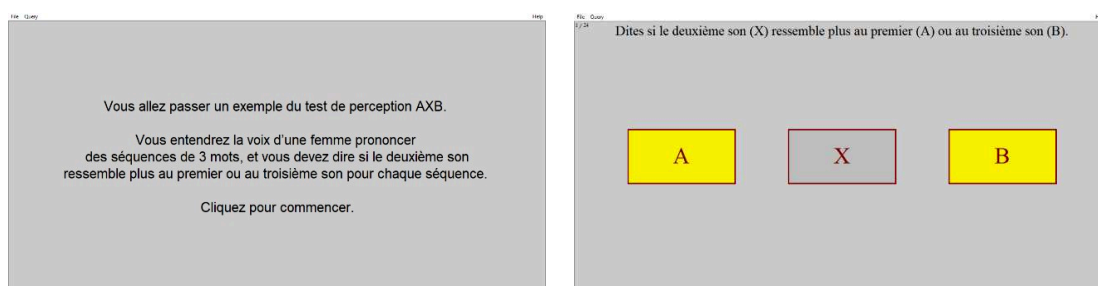 File Query Help
Vous allez passer un exemple du test de perception AXB.
Vous entendrez la voix d'une femme prononcer
des séquences de 3 mots, et vous devez dire si le deuxième son
ressemble plus au premier ou au troisième son pour chaque séquence.
Cliquez pour commencer.
File Query
Dites si le deuxième son (X) ressemble plus au premier (A) ou au troisième son (B).
A X B